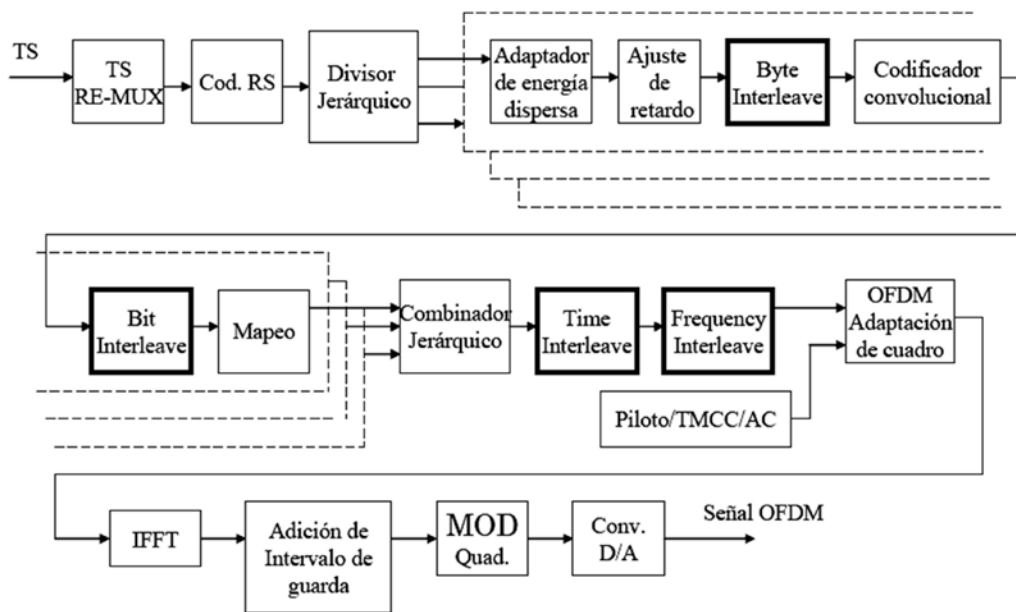 TS
TS
RE-MUX
Cod. RS
Divisor
Jerárquico
Adaptador
de energía
dispersa
Ajuste
de
retardo
Byte
Interleave
Codificador
convolucional
Bit
Interleave
Mapeo
Combinador
Jerárquico
Time
Interleave
Frequency
Interleave
OFDM
Adaptación
de cuadro
Piloto/TMCC/AC
IFFT
Adición de
Intervalo de
guarda
MOD
Quad.
Conv.
D/A
Señal OFDM